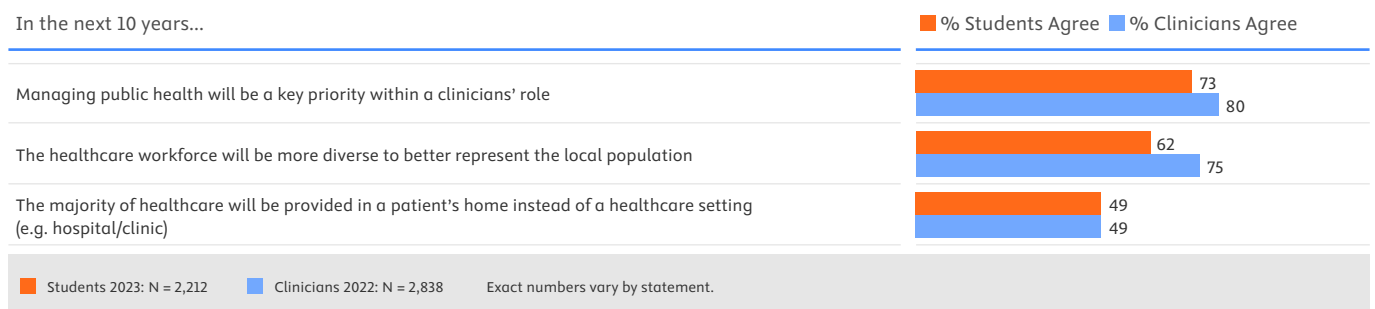 In the next 10 years...
% Students Agree % Clinicians Agree
Managing public health will be a key priority within a clinicians’ role
73
80
The healthcare workforce will be more diverse to better represent the local population
62
75
The majority of healthcare will be provided in a patient’s home instead of a healthcare setting
(e.g. hospital/clinic)
49
49
Students 2023: N = 2,212 Clinicians 2022: N = 2,838 Exact numbers vary by statement.